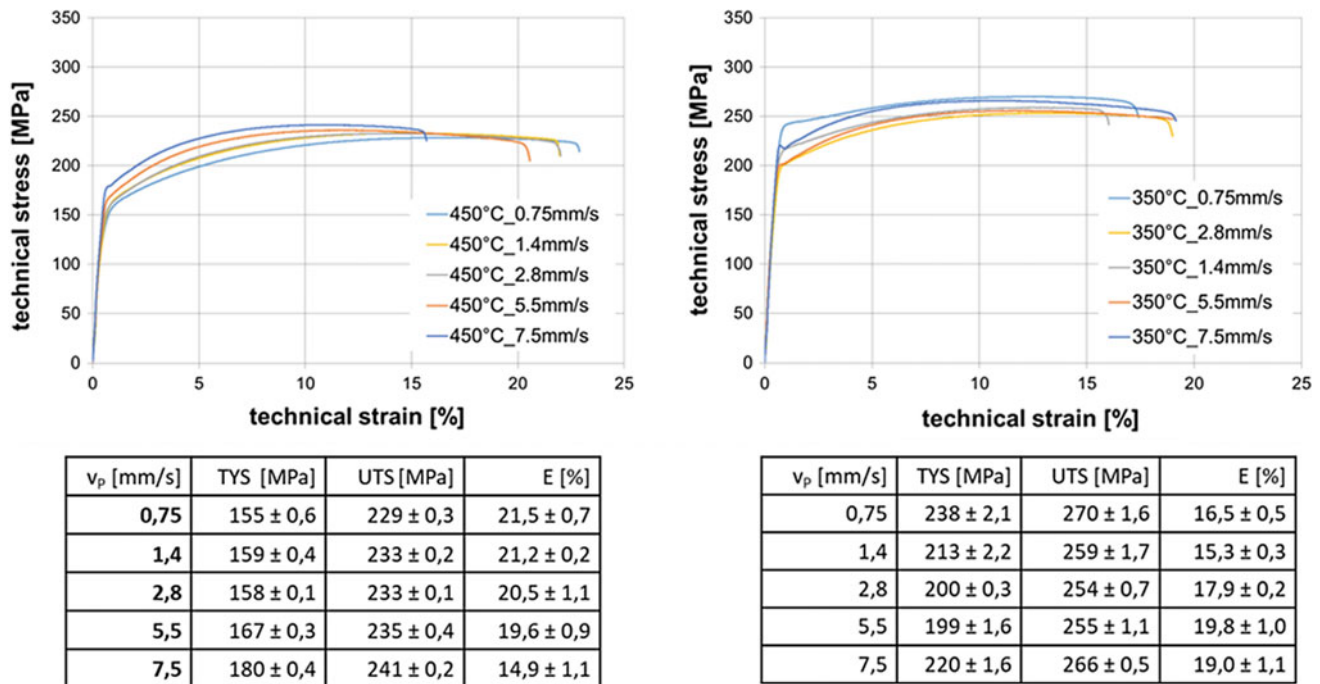 350
300
250
200
150
100
50
0
technical stress [MPa]
450°C_0.75mm/s
450°C_1.4mm/s
450°C_2.8mm/s
450°C_5.5mm/s
450°C_7.5mm/s
0 5 10 15 20 25
technical strain [%]
350
300
250
200
150
100
50
0
technical stress [MPa]
350°C_0.75mm/s
350°C_2.8mm/s
350°C_1.4mm/s
350°C_5.5mm/s
350°C_7.5mm/s
0 5 10 15 20 25
technical strain [%]
vP [mm/s] TYS [MPa] UTS [MPa] E [%]
0,75 155 ± 0,6 229 ± 0,3 21,5 ± 0,7
1,4 159 ± 0,4 233 ± 0,2 21,2 ± 0,2
2,8 158 ± 0,1 233 ± 0,1 20,5 ± 1,1
5,5 167 ± 0,3 235 ± 0,4 19,6 ± 0,9
7,5 180 ± 0,4 241 ± 0,2 14,9 ± 1,1
vP [mm/s] TYS [MPa] UTS [MPa] E [%]
0,75 238 ± 2,1 270 ± 1,6 16,5 ± 0,5
1,4 213 ± 2,2 259 ± 1,7 15,3 ± 0,3
2,8 200 ± 0,3 254 ± 0,7 17,9 ± 0,2
5,5 199 ± 1,6 255 ± 1,1 19,8 ± 1,0
7,5 220 ± 1,6 266 ± 0,5 19,0 ± 1,1